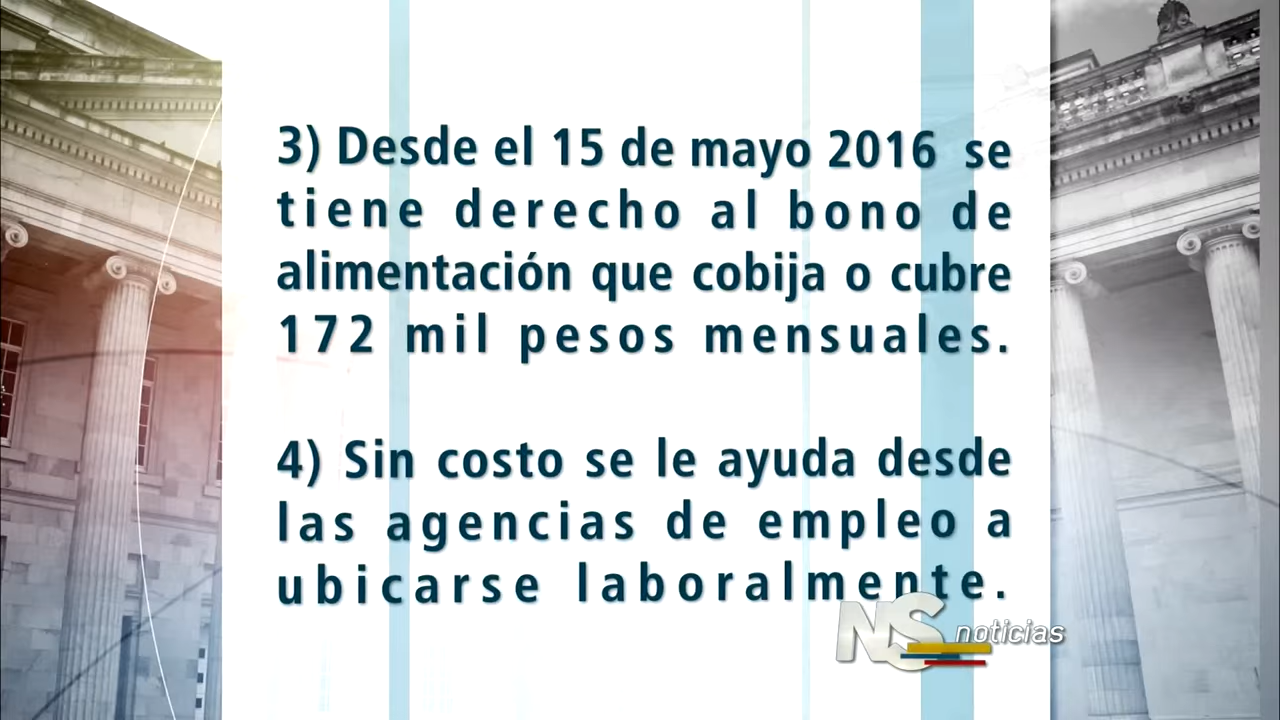 3) Desde el 15 de mayo 2016 se
tiene derecho al bono de
alimentación que cobija o cubre
172 mil pesos mensuales.
4) Sin costo se le ayuda desde
las agencias de empleo a
ubicarse laboralmente.
NS noticias